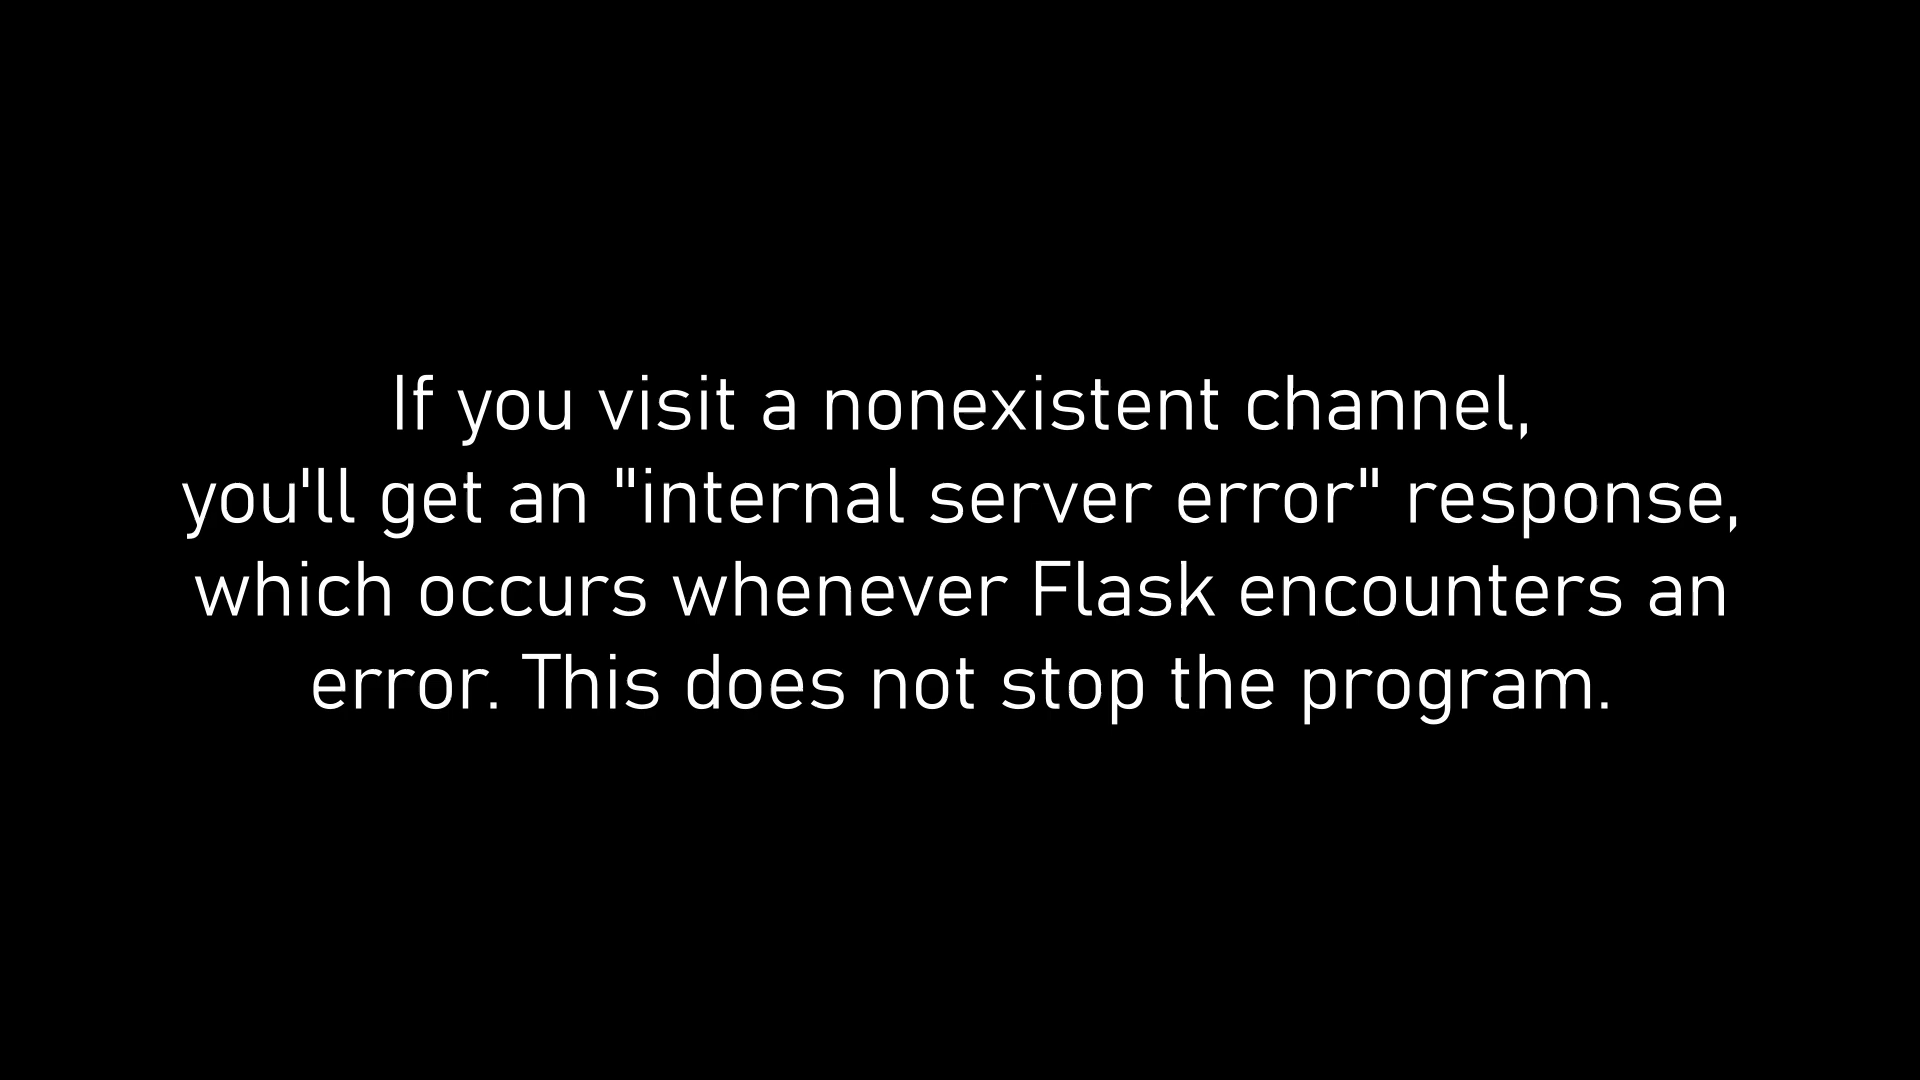 If you visit a nonexistent channel,
you'll get an "internal server error" response,
which occurs whenever Flask encounters an
error. This does not stop the program.